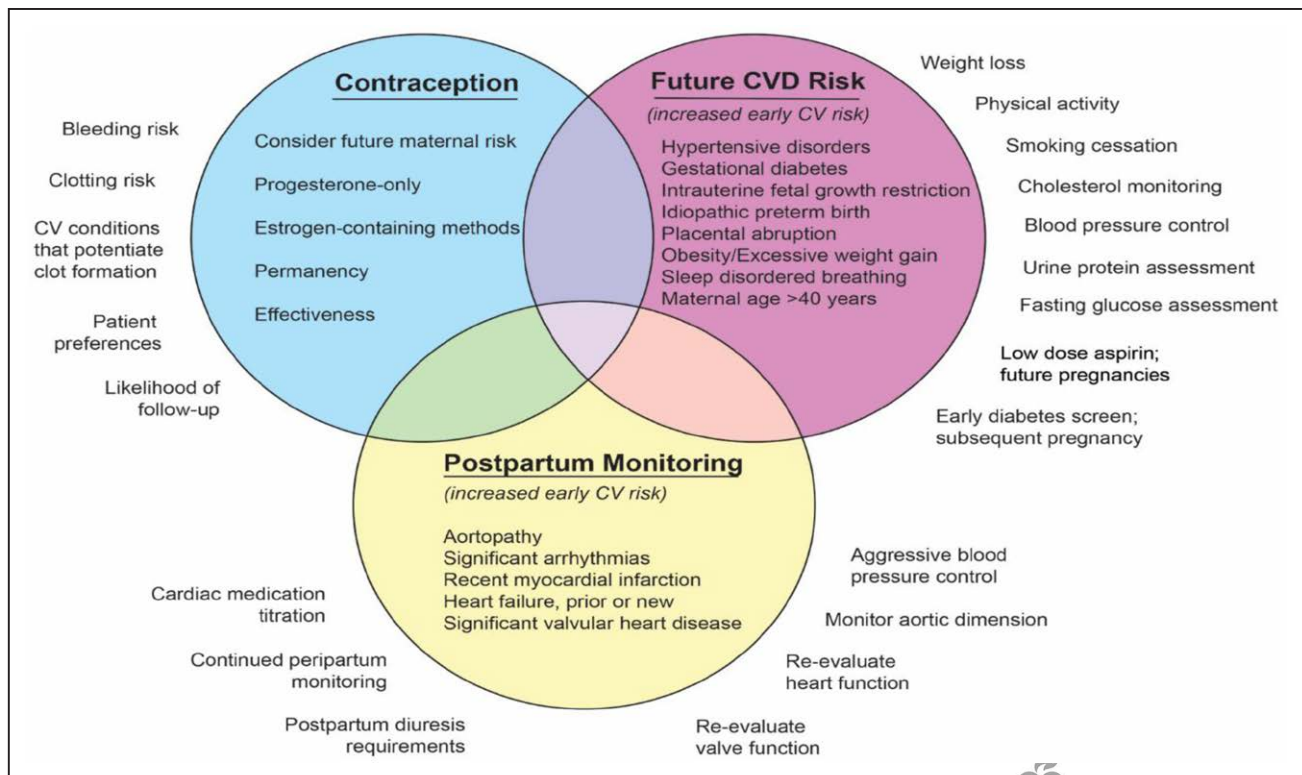 Contraception
Consider future maternal risk
Progesterone-only
Estrogen-containing methods
Permanency
Effectiveness
Bleeding risk
Clotting risk
CV conditions
that potentiate
clot formation
Patient
preferences
Likelihood of
follow-up
Future CVD Risk
(increased early CV risk)
Hypertensive disorders
Gestational diabetes
Intrauterine fetal growth restriction
Idiopathic preterm birth
Placental abruption
Obesity/Excessive weight gain
Sleep disordered breathing
Maternal age >40 years
Weight loss
Physical activity
Smoking cessation
Cholesterol monitoring
Blood pressure control
Urine protein assessment
Fasting glucose assessment
Low dose aspirin;
future pregnancies
Early diabetes screen;
subsequent pregnancy
Postpartum Monitoring
(increased early CV risk)
Aortopathy
Significant arrhythmias
Recent myocardial infarction
Heart failure, prior or new
Significant valvular heart disease
Cardiac medication
titration
Continued peripartum
monitoring
Postpartum diuresis
requirements
Aggressive blood
pressure control
Monitor aortic dimension
Re-evaluate
heart function
Re-evaluate
valve function